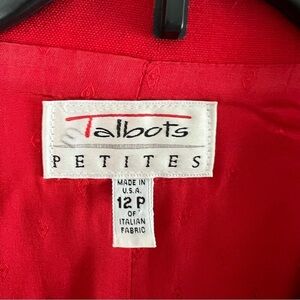 Talbots
PETITES
MADE IN
U.S.A.
12 P
OF
ITALIAN
FABRIC